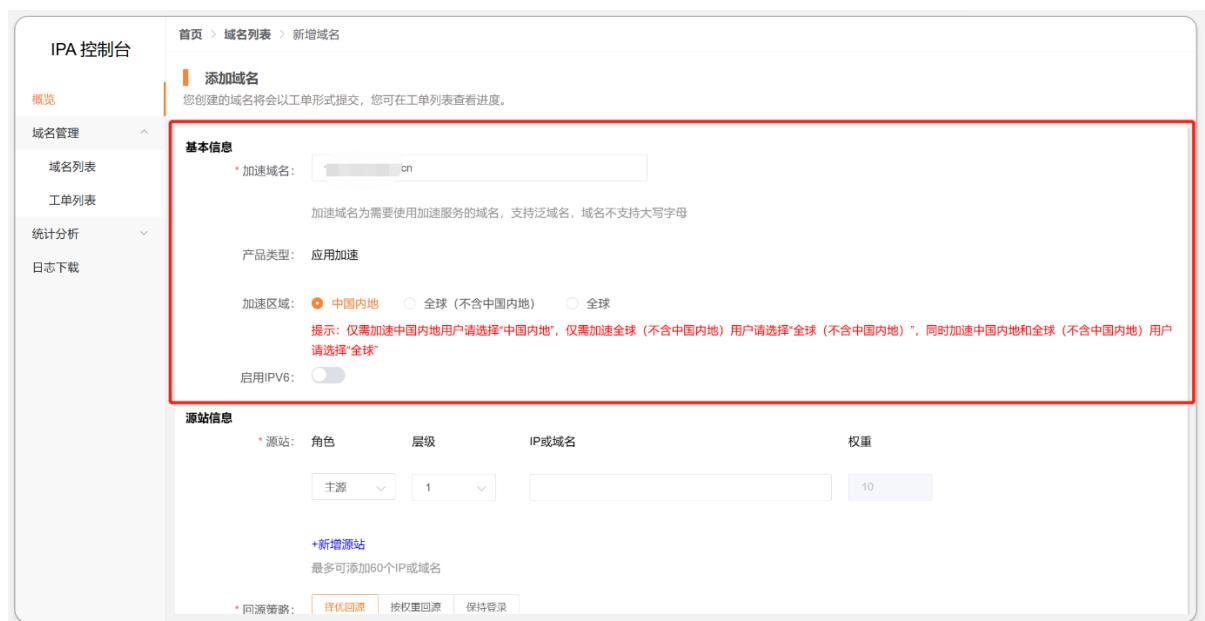 IPA 控制台
概览
域名管理
域名列表
工单列表
统计分析
日志下载
首页 > 域名列表 > 新增域名
添加域名
您创建的域名将会以工单形式提交，您可在工单列表查看进度。
基本信息
* 加速域名： cn
加速域名为需要使用加速服务的域名，支持泛域名，域名不支持大写字母
产品类型： 应用加速
加速区域： 中国内地 全球（不含中国内地） 全球
提示：仅需加速中国内地用户请选择“中国内地”，仅需加速全球（不含中国内地）用户请选择“全球（不含中国内地）”，同时加速中国内地和全球（不含中国内地）用户
请选择“全球”
启用IPV6：
源站信息
* 源站： 角色 层级 IP或域名 权重
主源 1 10
+新增源站
最多可添加60个IP或域名
* 回源策略： 择优回源 按权重回源 保持登录